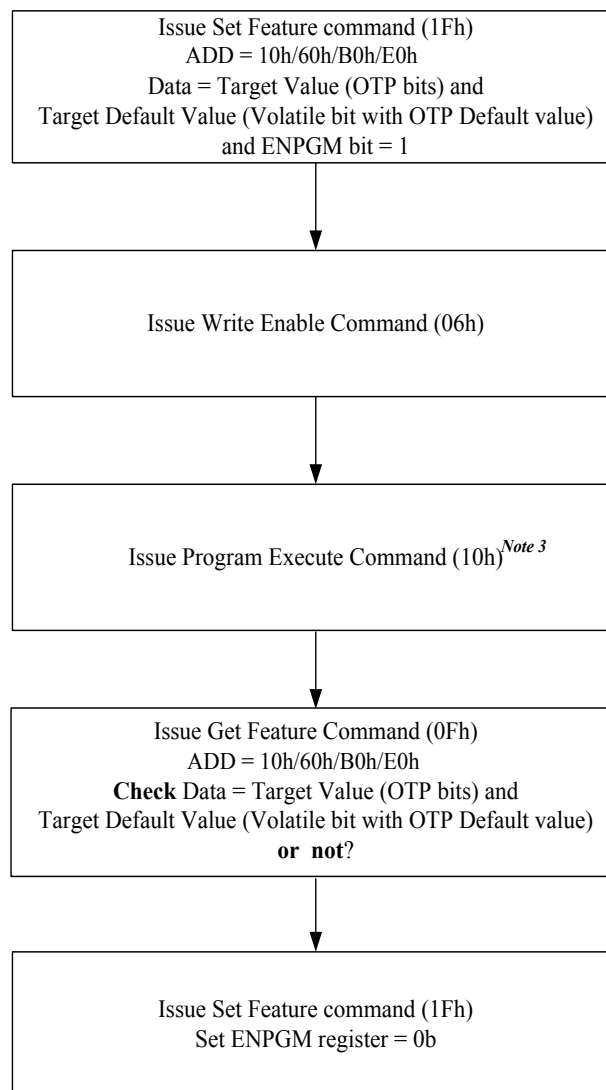 Issue Set Feature command (1Fh)
ADD = 10h/60h/B0h/E0h
Data = Target Value (OTP bits) and
Target Default Value (Volatile bit with OTP Default value)
and ENPGM bit = 1
Issue Write Enable Command (06h)
Issue Program Execute Command (10h)Note 3
Issue Get Feature Command (0Fh)
ADD = 10h/60h/B0h/E0h
Check Data = Target Value (OTP bits) and
Target Default Value (Volatile bit with OTP Default value)
or not?
Issue Set Feature command (1Fh)
Set ENPGM register = 0b